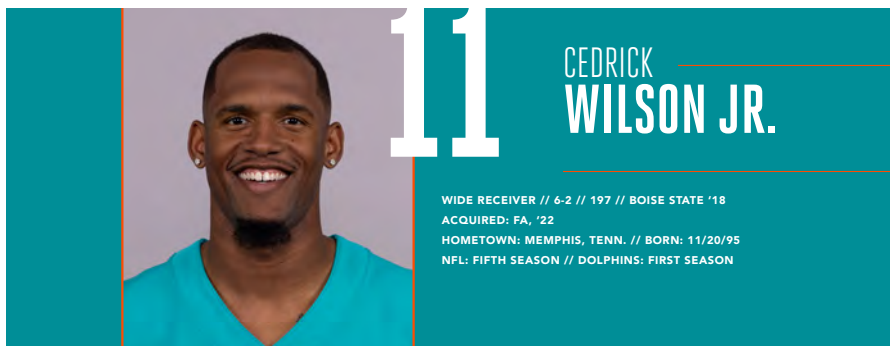 11
CEDRICK
WILSON JR.
WIDE RECEIVER // 6-2 // 197 // BOISE STATE ‘18
ACQUIRED: FA, ‘22
HOMETOWN: MEMPHIS, TENN. // BORN: 11/20/95
NFL: FIFTH SEASON // DOLPHINS: FIRST SEASON